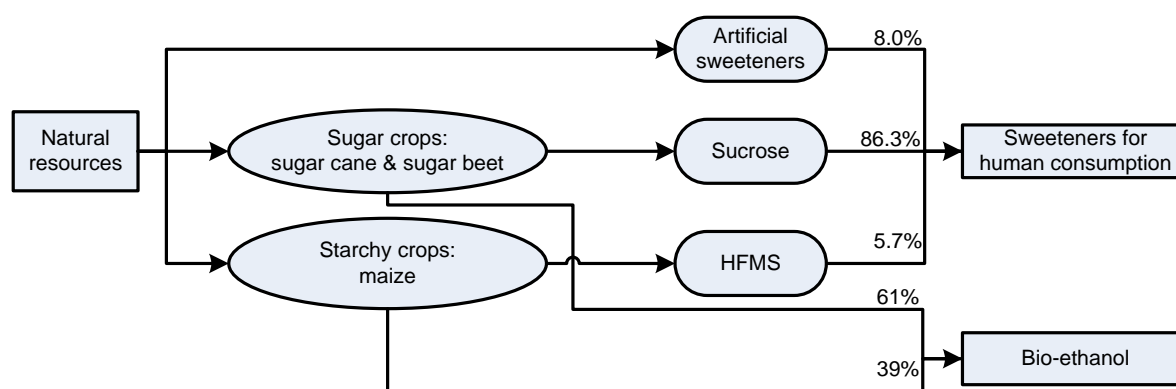 Artificial
sweeteners
8.0%
Natural
resources
Sugar crops:
sugar cane & sugar beet
Sucrose
86.3%
Sweeteners for
human consumption
Starchy crops:
maize
HFMS
5.7%
61%
Bio-ethanol
39%